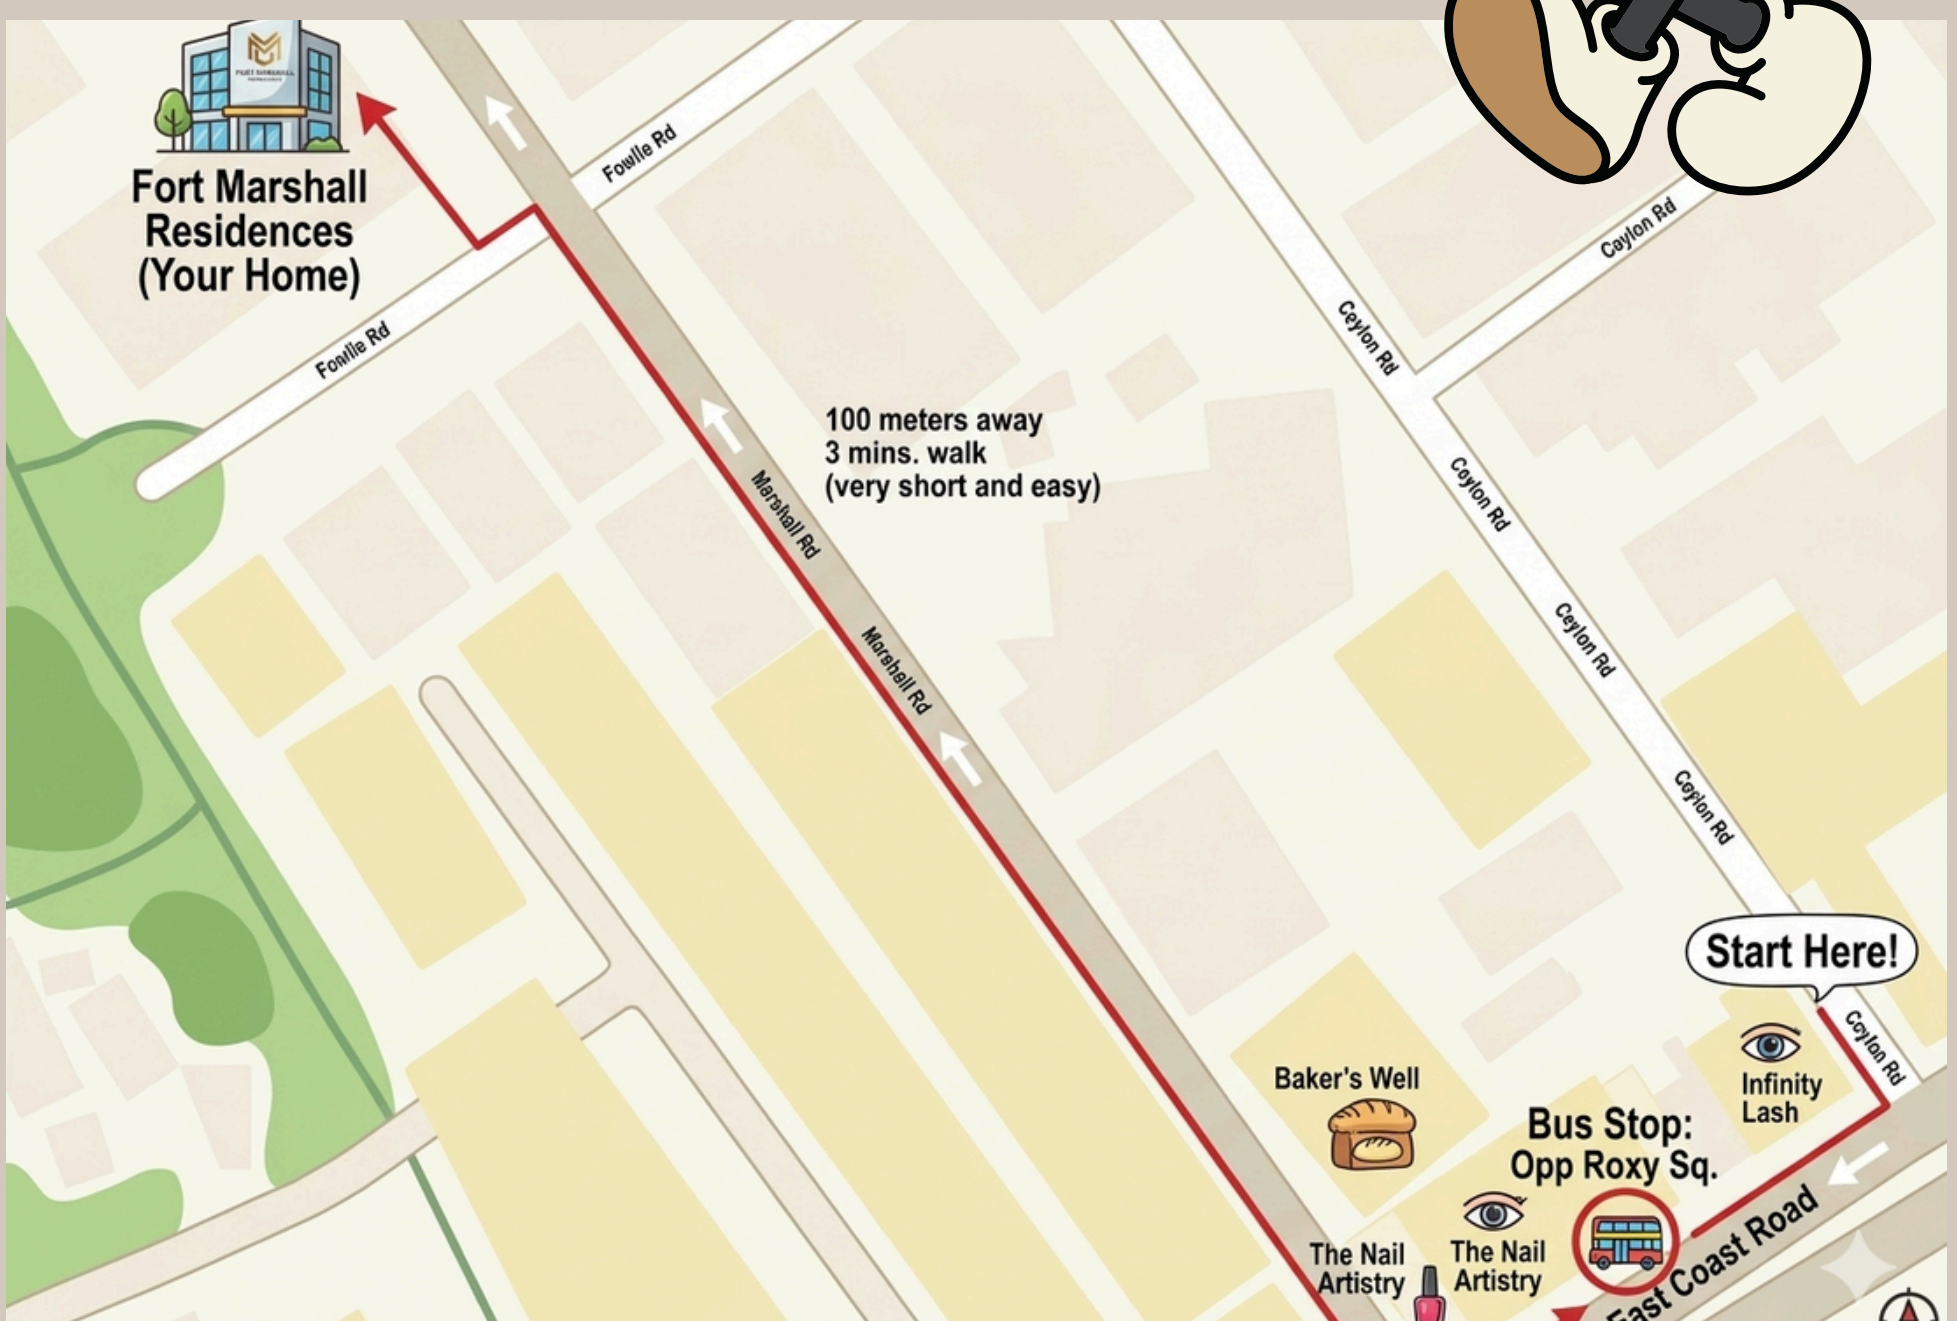 Fort Marshall
Residences
(Your Home)
Fowlie Rd
Fowlie Rd
100 meters away
3 mins. walk
(very short and easy)
Marshall Rd
Marshall Rd
Ceylon Rd
Ceylon Rd
Ceylon Rd
Ceylon Rd
Ceylon Rd
Start Here!
Ceylon Rd
Infinity
Lash
Baker's Well
Bus Stop:
Opp Roxy Sq.
The Nail
Artistry
The Nail
Artistry
East Coast Road